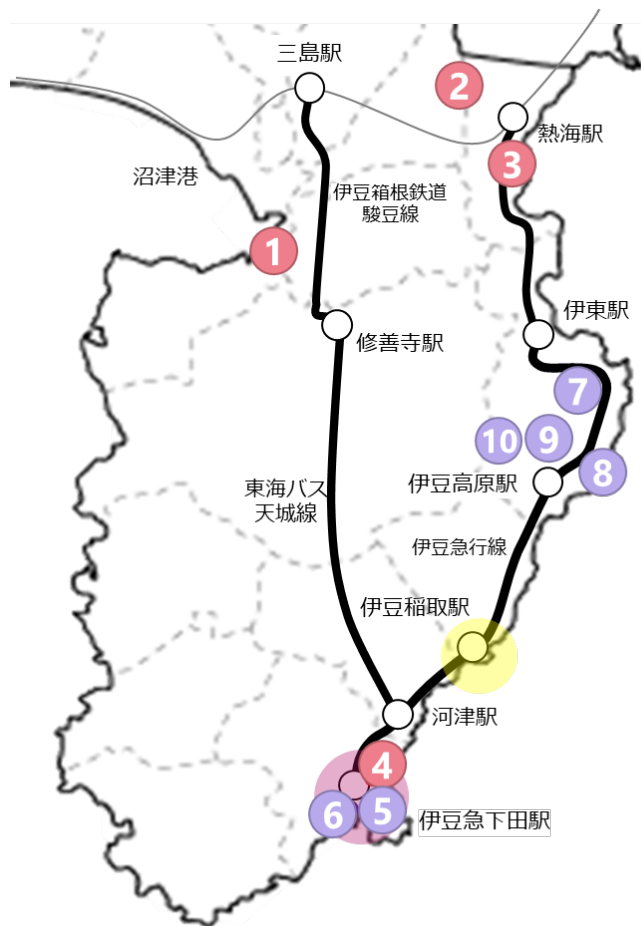 三島駅
2
熱海駅
3
沼津港
伊豆箱根鉄道
駿豆線
1
伊東駅
修善寺駅
7
10
9
8
伊豆高原駅
東海バス
天城線
伊豆急行線
伊豆稲取駅
河津駅
4
6
5
伊豆急下田駅